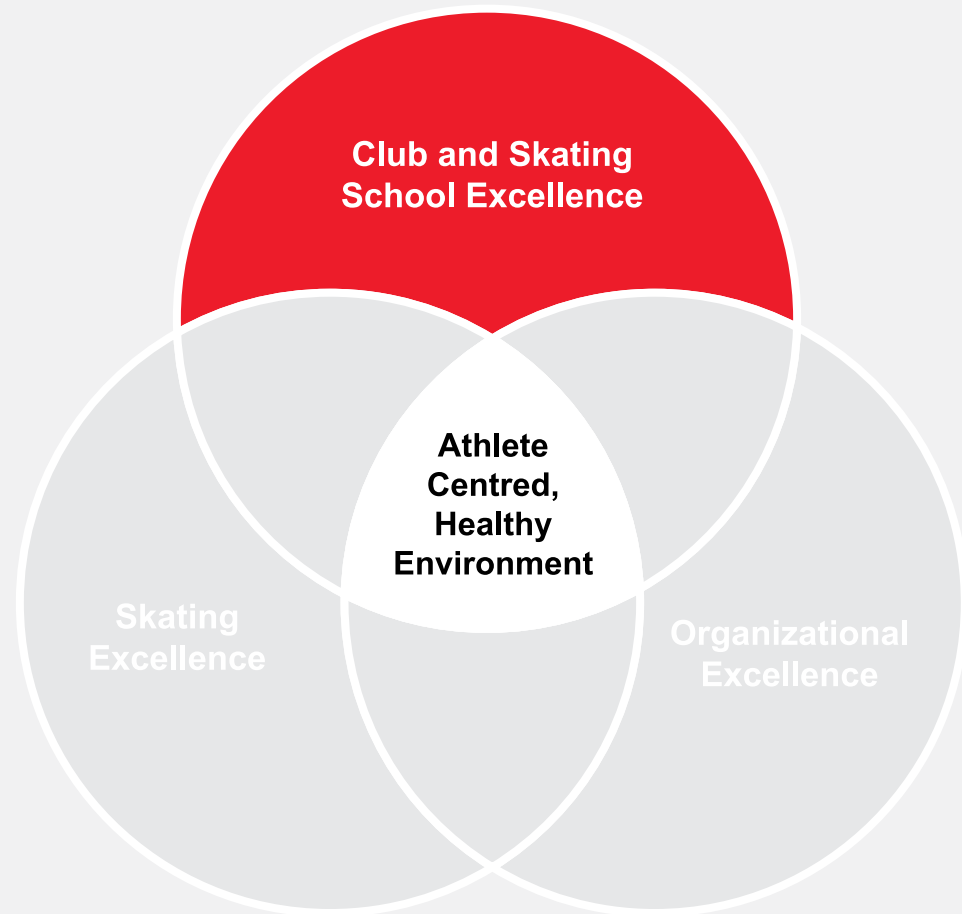 Club and Skating
School Excellence
Athlete
Centred,
Healthy
Environment
Skating
Excellence
Organizational
Excellence